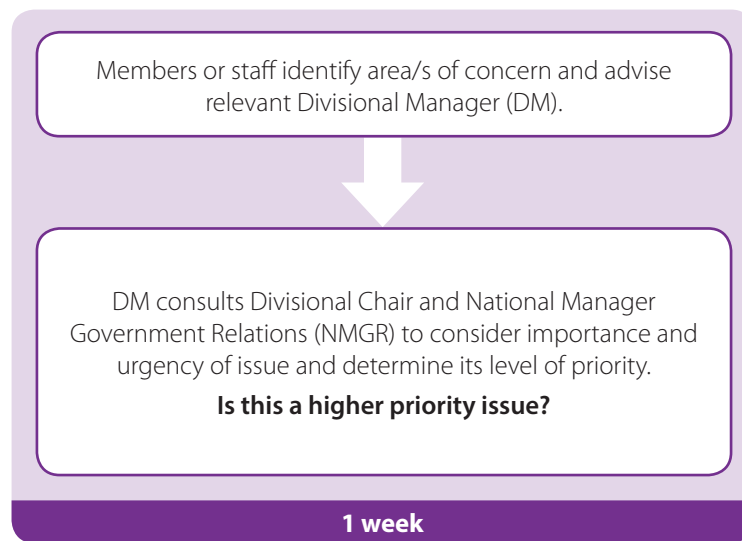 Members or staff identify area/s of concern and advise
relevant Divisional Manager (DM).
DM consults Divisional Chair and National Manager
Government Relations (NMGR) to consider importance and
urgency of issue and determine its level of priority.
Is this a higher priority issue?
1 week